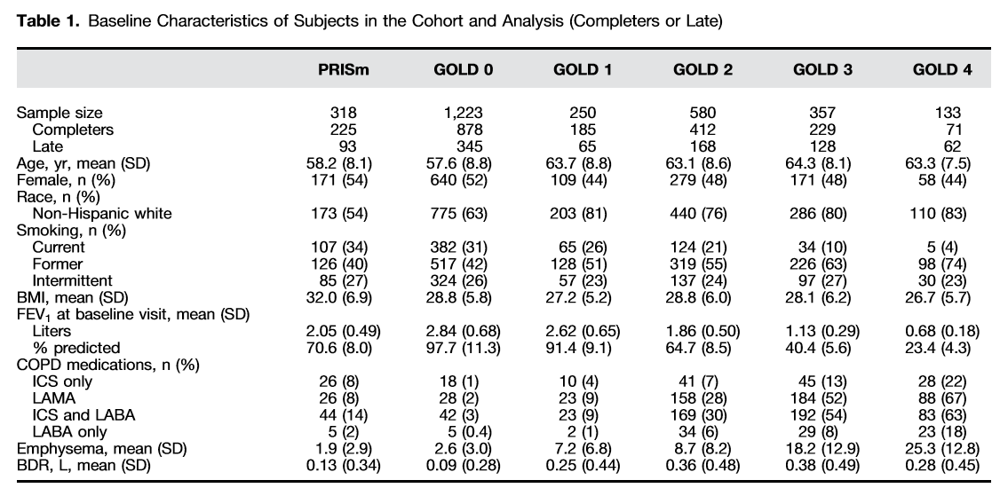 Table 1. Baseline Characteristics of Subjects in the Cohort and Analysis (Completers or Late)
PRISm GOLD 0 GOLD 1 GOLD 2 GOLD 3 GOLD 4
Sample size 318 1,223 250 580 357 133
Completers 225 878 185 412 229 71
Late 93 345 65 168 128 62
Age, yr, mean (SD) 58.2 (8.1) 57.6 (8.8) 63.7 (8.8) 63.1 (8.6) 64.3 (8.1) 63.3 (7.5)
Female, n (%) 171 (54) 640 (52) 109 (44) 279 (48) 171 (48) 58 (44)
Race, n (%)
Non-Hispanic white 173 (54) 775 (63) 203 (81) 440 (76) 286 (80) 110 (83)
Smoking, n (%)
Current 107 (34) 382 (31) 65 (26) 124 (21) 34 (10) 5 (4)
Former 126 (40) 517 (42) 128 (51) 319 (55) 226 (63) 98 (74)
Intermittent 85 (27) 324 (26) 57 (23) 137 (24) 97 (27) 30 (23)
BMI, mean (SD) 32.0 (6.9) 28.8 (5.8) 27.2 (5.2) 28.8 (6.0) 28.1 (6.2) 26.7 (5.7)
FEV₁ at baseline visit, mean (SD)
Liters 2.05 (0.49) 2.84 (0.68) 2.62 (0.65) 1.86 (0.50) 1.13 (0.29) 0.68 (0.18)
% predicted 70.6 (8.0) 97.7 (11.3) 91.4 (9.1) 64.7 (8.5) 40.4 (5.6) 23.4 (4.3)
COPD medications, n (%)
ICS only 26 (8) 18 (1) 10 (4) 41 (7) 45 (13) 28 (22)
LAMA 26 (8) 28 (2) 23 (9) 158 (28) 184 (52) 88 (67)
ICS and LABA 44 (14) 42 (3) 23 (9) 169 (30) 192 (54) 83 (63)
LABA only 5 (2) 5 (0.4) 2 (1) 34 (6) 29 (8) 23 (18)
Emphysema, mean (SD) 1.9 (2.9) 2.6 (3.0) 7.2 (6.8) 8.7 (8.2) 18.2 (12.9) 25.3 (12.8)
BDR, L, mean (SD) 0.13 (0.34) 0.09 (0.28) 0.25 (0.44) 0.36 (0.48) 0.38 (0.49) 0.28 (0.45)